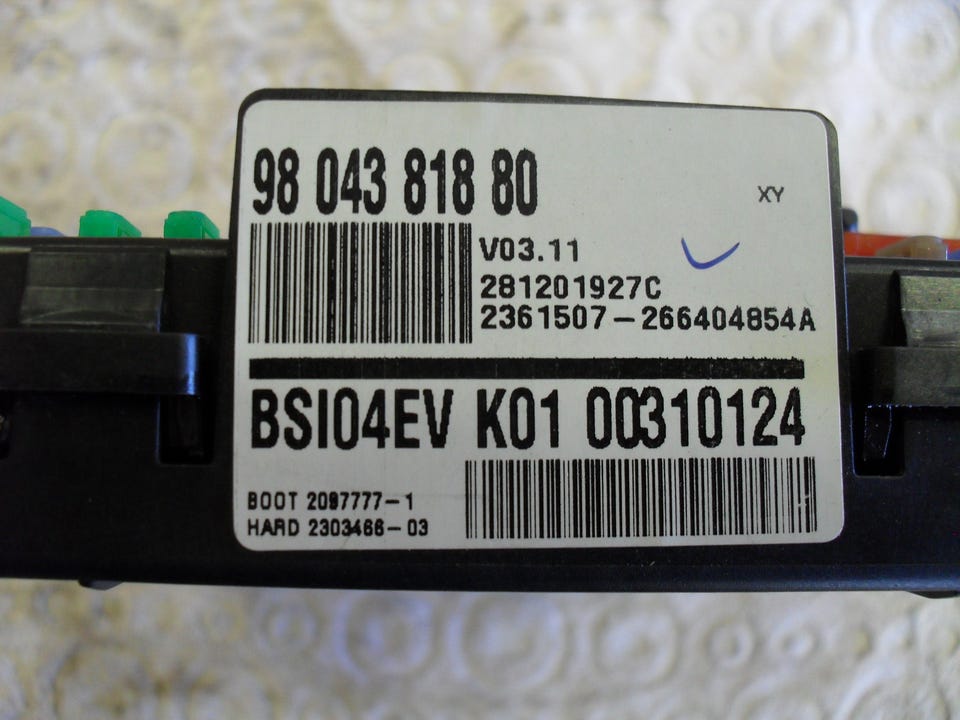 98 043 818 80
XY
V03.11
281201927C
2361507-266404854A
BSI04EV K01 00310124
BOOT 2097777-1
HARD 2303466-03